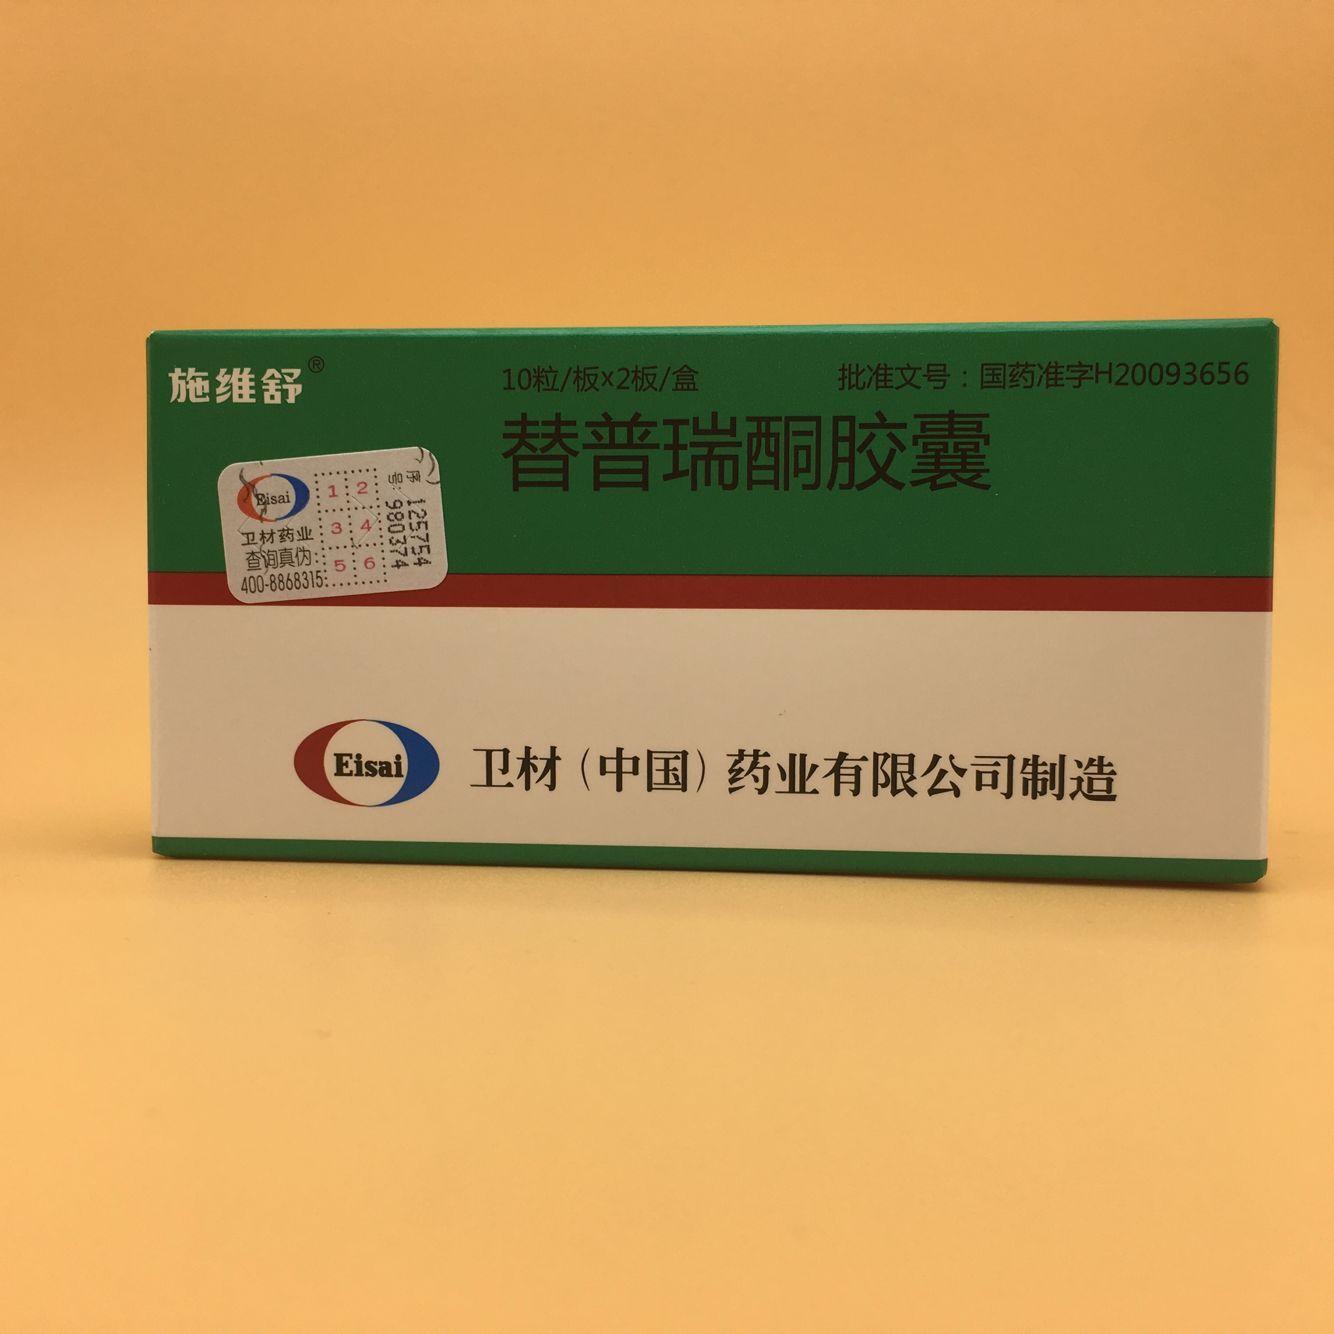 施维舒®
10粒/板×2板/盒
批准文号：国药准字H20093656
替普瑞酮胶囊
Eisai
卫材药业
查询真伪:
400-8868315:
1 2
3 4
5 6
序号: 125754
980374
Eisai
卫材（中国）药业有限公司制造